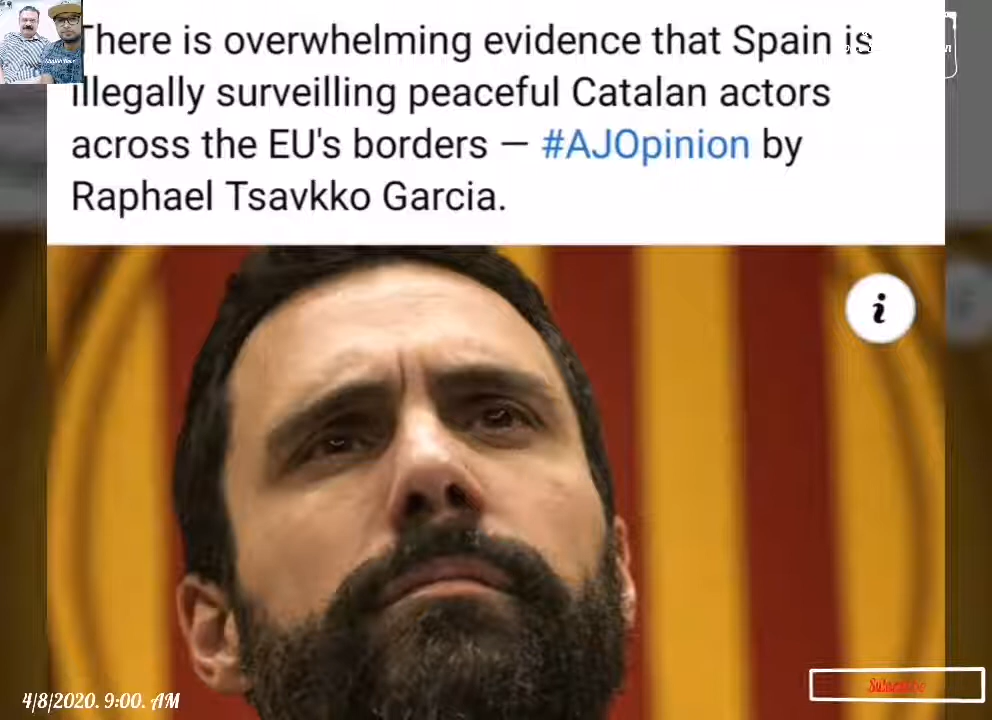 There is overwhelming evidence that Spain is
illegally surveilling peaceful Catalan actors
across the EU's borders — #AJOpinion by
Raphael Tsavkko Garcia.
i
4/8/2020. 9:00. AM
Subscribe